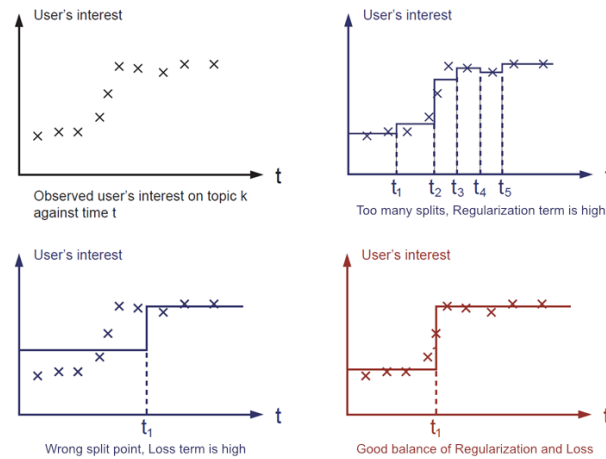 User's interest
t
Observed user's interest on topic k
against time t
User's interest
t₁ t₂ t₃ t₄ t₅
t
Too many splits, Regularization term is high
User's interest
t₁
t
Wrong split point, Loss term is high
User's interest
t₁
t
Good balance of Regularization and Loss